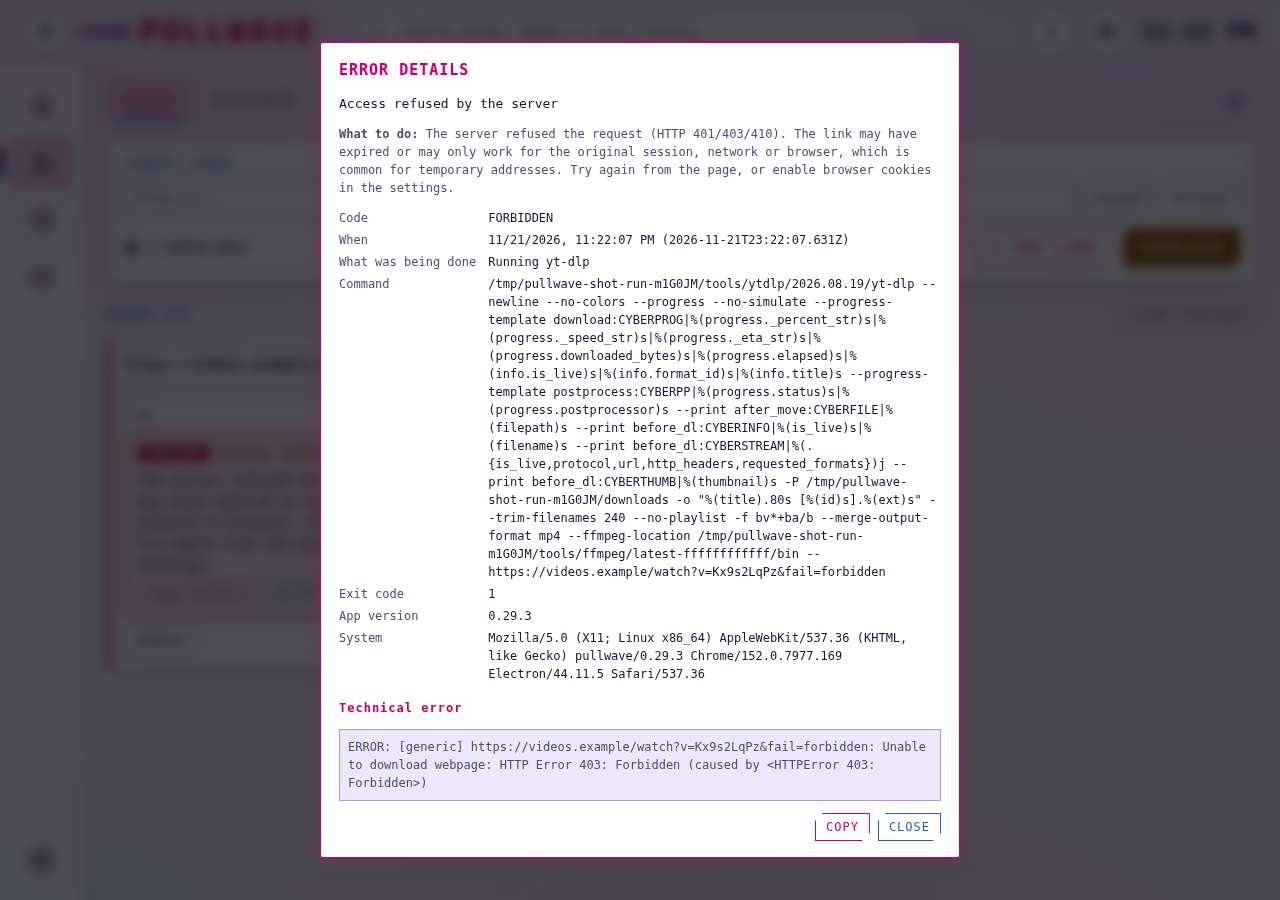 PULLWAVE
11:22 PM
ERROR DETAILS
Access refused by the server
What to do: The server refused the request (HTTP 401/403/410). The link may have
expired or may only work for the original session, network or browser, which is
common for temporary addresses. Try again from the page, or enable browser cookies
in the settings.
Code FORBIDDEN
When 11/21/2026, 11:22:07 PM (2026-11-21T23:22:07.631Z)
What was being done Running yt-dlp
Command /tmp/pullwave-shot-run-m1G0JM/tools/ytdlp/2026.08.19/yt-dlp --
newline --no-colors --progress --no-simulate --progress-
template download:CYBERPROG|%(progress._percent_str)s|%
(progress._speed_str)s|%(progress._eta_str)s|%
(progress.downloaded_bytes)s|%(progress.elapsed)s|%
(info.is_live)s|%(info.format_id)s|%(info.title)s --progress-
template postprocess:CYBERPP|%(progress.status)s|%
(progress.postprocessor)s --print after_move:CYBERFILE|%
(filepath)s --print before_dl:CYBERINFO|%(is_live)s|%
(filename)s --print before_dl:CYBERSTREAM|%(.
{is_live,protocol,url,http_headers,requested_formats})j --
print before_dl:CYBERTHUMB|%(thumbnail)s -P /tmp/pullwave-
shot-run-m1G0JM/downloads -o "%(title).80s [%(id)s].%(ext)s" -
-trim-filenames 240 --no-playlist -f bv*+ba/b --merge-output-
format mp4 --ffmpeg-location /tmp/pullwave-shot-run-
m1G0JM/tools/ffmpeg/latest-ffffffffffff/bin --
https://videos.example/watch?v=Kx9s2LqPz&fail=forbidden
Exit code 1
App version 0.29.3
System Mozilla/5.0 (X11; Linux x86_64) AppleWebKit/537.36 (KHTML,
like Gecko) pullwave/0.29.3 Chrome/152.0.7977.169
Electron/44.11.5 Safari/537.36
Technical error
ERROR: [generic] https://videos.example/watch?v=Kx9s2LqPz&fail=forbidden: Unable
to download webpage: HTTP Error 403: Forbidden (caused by <HTTPError 403:
Forbidden>)
COPY CLOSE